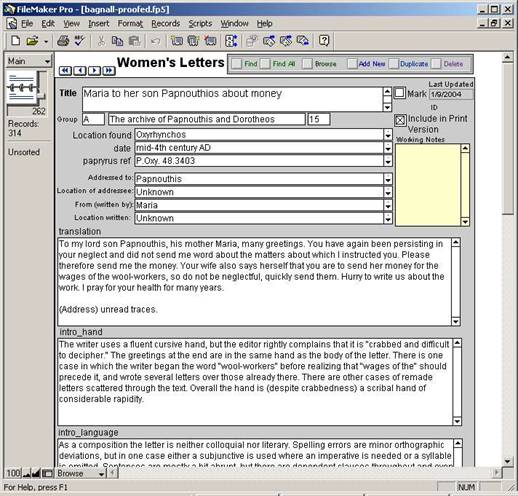 FileMaker Pro - [bagnall-proofed.fp5]
File Edit View Insert Format Records Scripts Window Help
Main
262
Records:
314
Unsorted
Women's Letters
Find Find All Browse Add New Duplicate Delete
Title Maria to her son Papnouthios about money
Mark
Last Updated
1/9/2004
ID
Group A The archive of Papnouthis and Dorotheos 15
Include in Print
Version
Working Notes
Location found Oxyrhynchos
date mid-4th century AD
papyrus ref P.Oxy. 48.3403
Addressed to: Papnouthis
Location of addressee: Unknown
From (written by): Maria
Location written: Unknown
translation
To my lord son Papnouthis, his mother Maria, many greetings. You have again been persisting in
your neglect and did not send me word about the matters about which I instructed you. Please
therefore send me the money. Your wife also says herself that you are to send her money for the
wages of the wool-workers, so do not be neglectful, quickly send them. Hurry to write us about the
work. I pray for your health for many years.
(Address) unread traces.
intro_hand
The writer uses a fluent cursive hand, but the editor rightly complains that it is "crabbed and difficult
to decipher." The greetings at the end are in the same hand as the body of the letter. There is one
case in which the writer began the word "wool-workers" before realizing that "wages of the" should
precede it, and wrote several letters over those already there. There are other cases of remade
letters scattered through the text. Overall the hand is (despite crabbedness) a scribal hand of
considerable rapidity.
intro_language
As a composition the letter is neither colloquial nor literary. Spelling errors are minor orthographic
deviations, but in one case either a subjunctive is used where an imperative is needed or a syllable
is omitted. Sentences are mostly a bit abrupt, but there are dependent clauses throughout and even
100 Browse
For Help, press F1
NUM